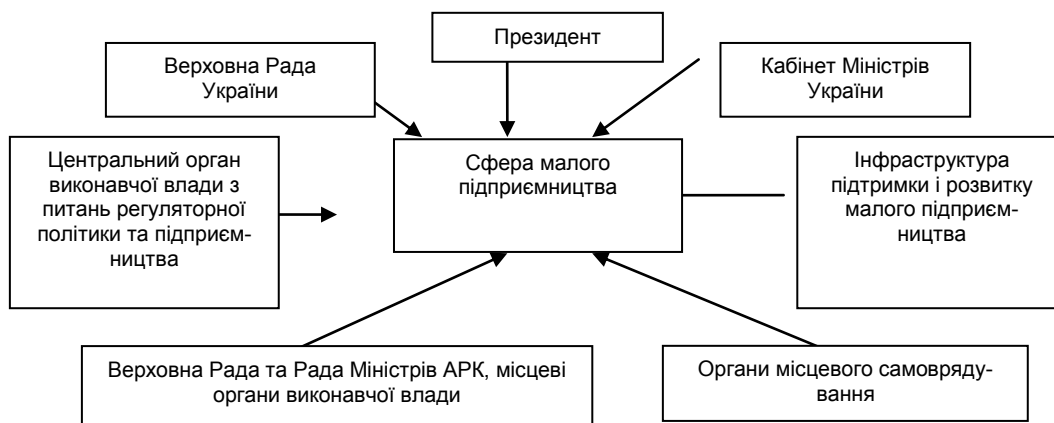 Президент
Верховна Рада
України
Кабінет Міністрів
України
Центральний орган
виконавчої влади з
питань регуляторної
політики та підприєм-
ництва
Сфера малого
підприємництва
Інфраструктура
підтримки і розвитку
малого підприєм-
ництва
Верховна Рада та Рада Міністрів АРК, місцеві
органи виконавчої влади
Органи місцевого самовряду-
вання